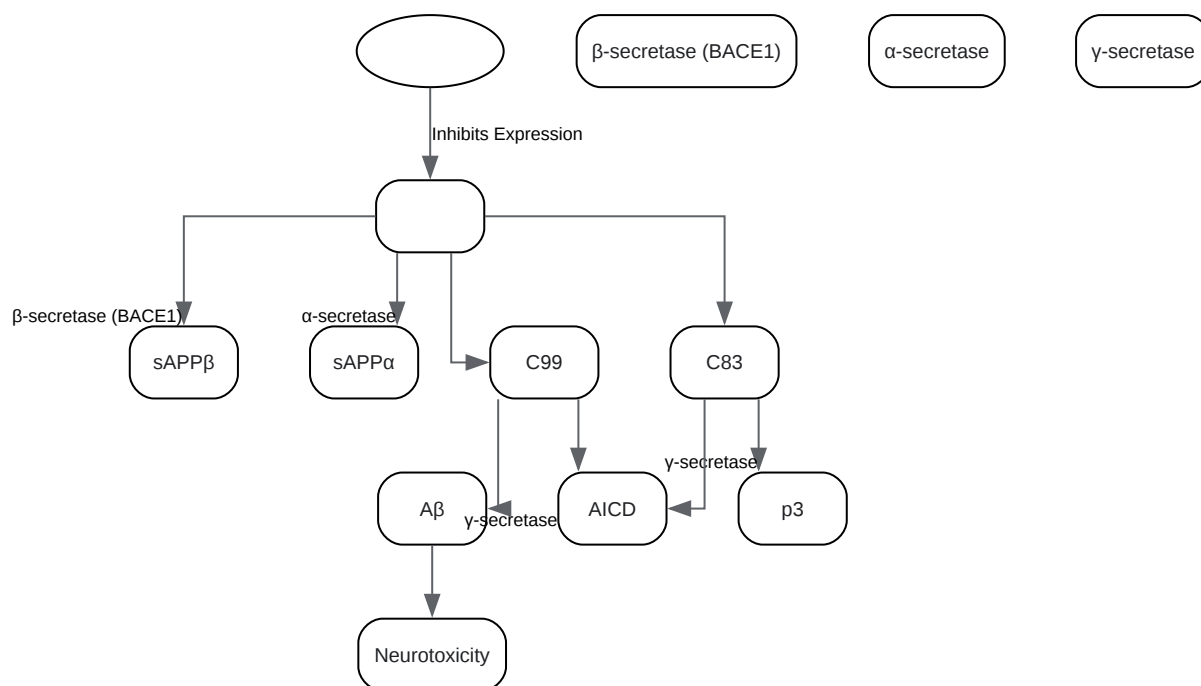 β-secretase (BACE1)
α-secretase
γ-secretase
Inhibits Expression
β-secretase (BACE1)
α-secretase
sAPPβ
sAPPα
C99
C83
γ-secretase
Aβ
γ-secretase
AICD
p3
Neurotoxicity